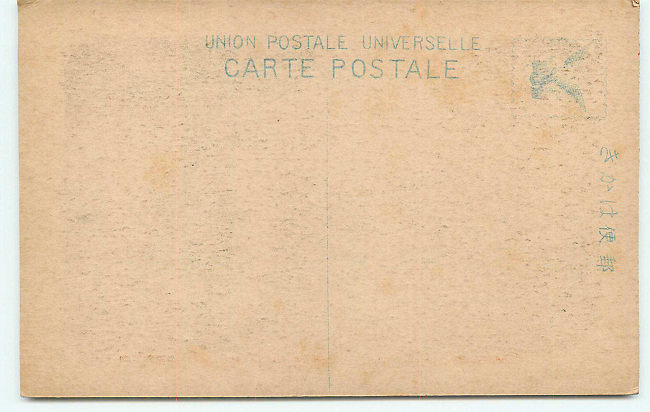 UNION POSTALE UNIVERSELLE
CARTE POSTALE
きかは便郵